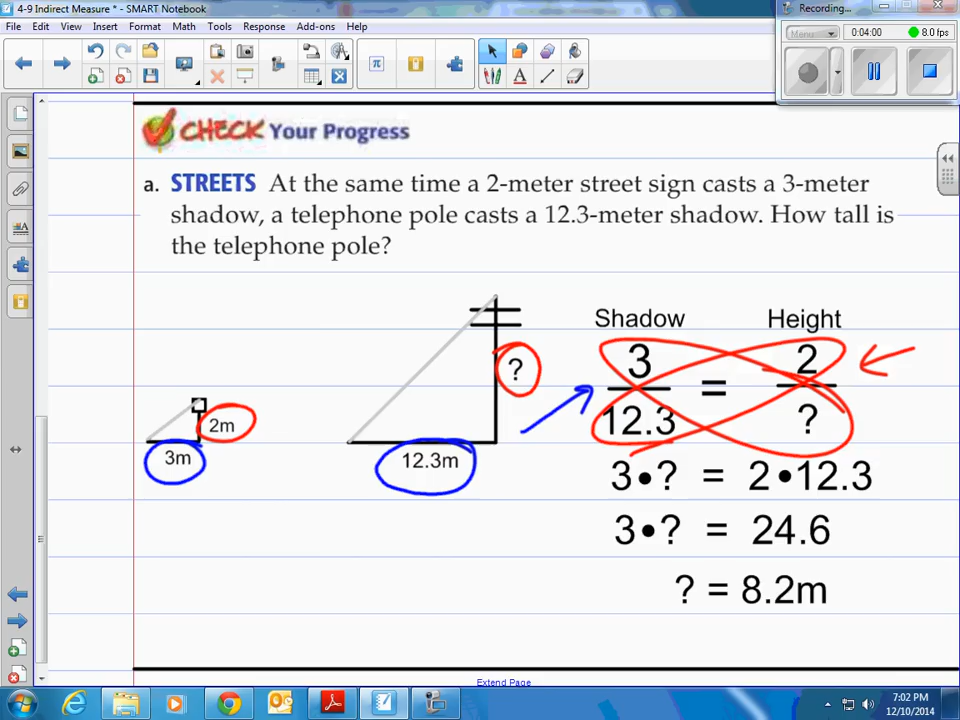 4-9 Indirect Measure * - SMART Notebook
Recording...
File Edit View Insert Format Math Tools Response Add-ons Help
Menu
0:04:00
8.0 fps
CHECK Your Progress
a. STREETS At the same time a 2-meter street sign casts a 3-meter
shadow, a telephone pole casts a 12.3-meter shadow. How tall is
the telephone pole?
Shadow Height
3 2
=
12.3 ?
?
2m
3m
12.3m
3•? = 2•12.3
3•? = 24.6
? = 8.2m
Extend Page
7:02 PM
12/10/2014